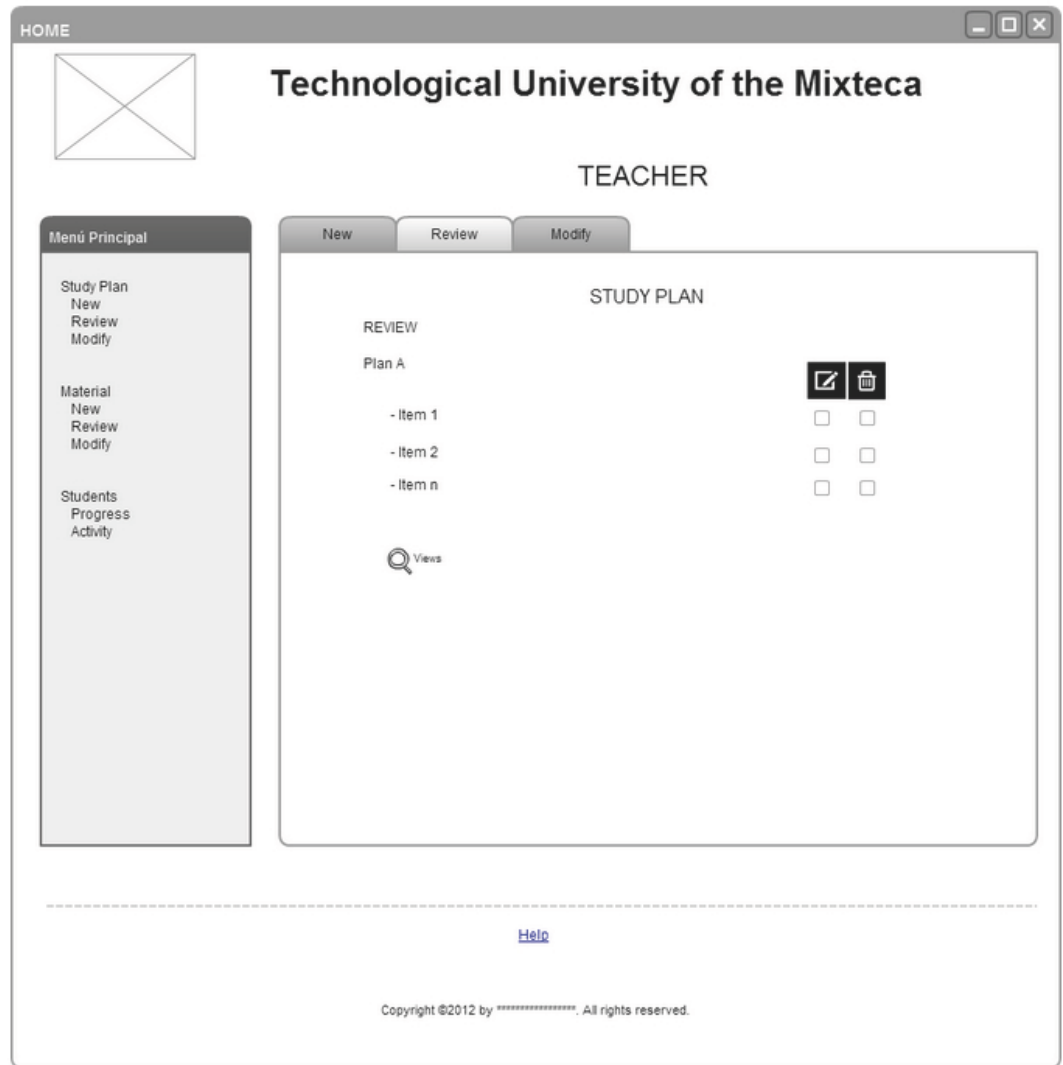 HOME
Technological University of the Mixteca
TEACHER
Menú Principal
Study Plan
New
Review
Modify
Material
New
Review
Modify
Students
Progress
Activity
New Review Modify
STUDY PLAN
REVIEW
Plan A
- Item 1
- Item 2
- Item n
Views
Help
Copyright ©2012 by *****************. All rights reserved.